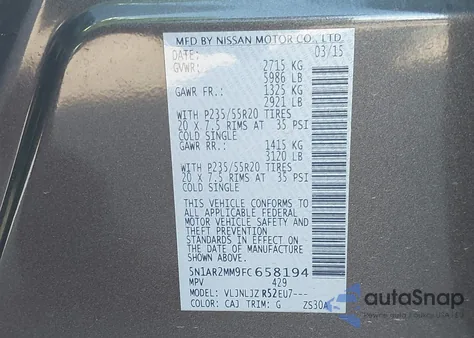 MFD BY NISSAN MOTOR CO., LTD.
DATE: 03/15
GVWR: 2715 KG
5986 LB
GAWR FR: 1325 KG
2921 LB
WITH P235/55R20 TIRES
20 X 7.5 RIMS AT 35 PSI
COLD SINGLE
GAWR RR: 1415 KG
3120 LB
WITH P235/55R20 TIRES
20 X 7.5 RIMS AT 35 PSI
COLD SINGLE
THIS VEHICLE CONFORMS TO
ALL APPLICABLE FEDERAL
MOTOR VEHICLE SAFETY AND
THEFT PREVENTION
STANDARDS IN EFFECT ON
THE DATE OF MANUFACTURE
SHOWN ABOVE.
5N1AR2MM9FC658194
MPV 429
MODEL: VLJNLJZ R52EU7---
COLOR: CAJ TRIM: G ZS30A
autoSnap